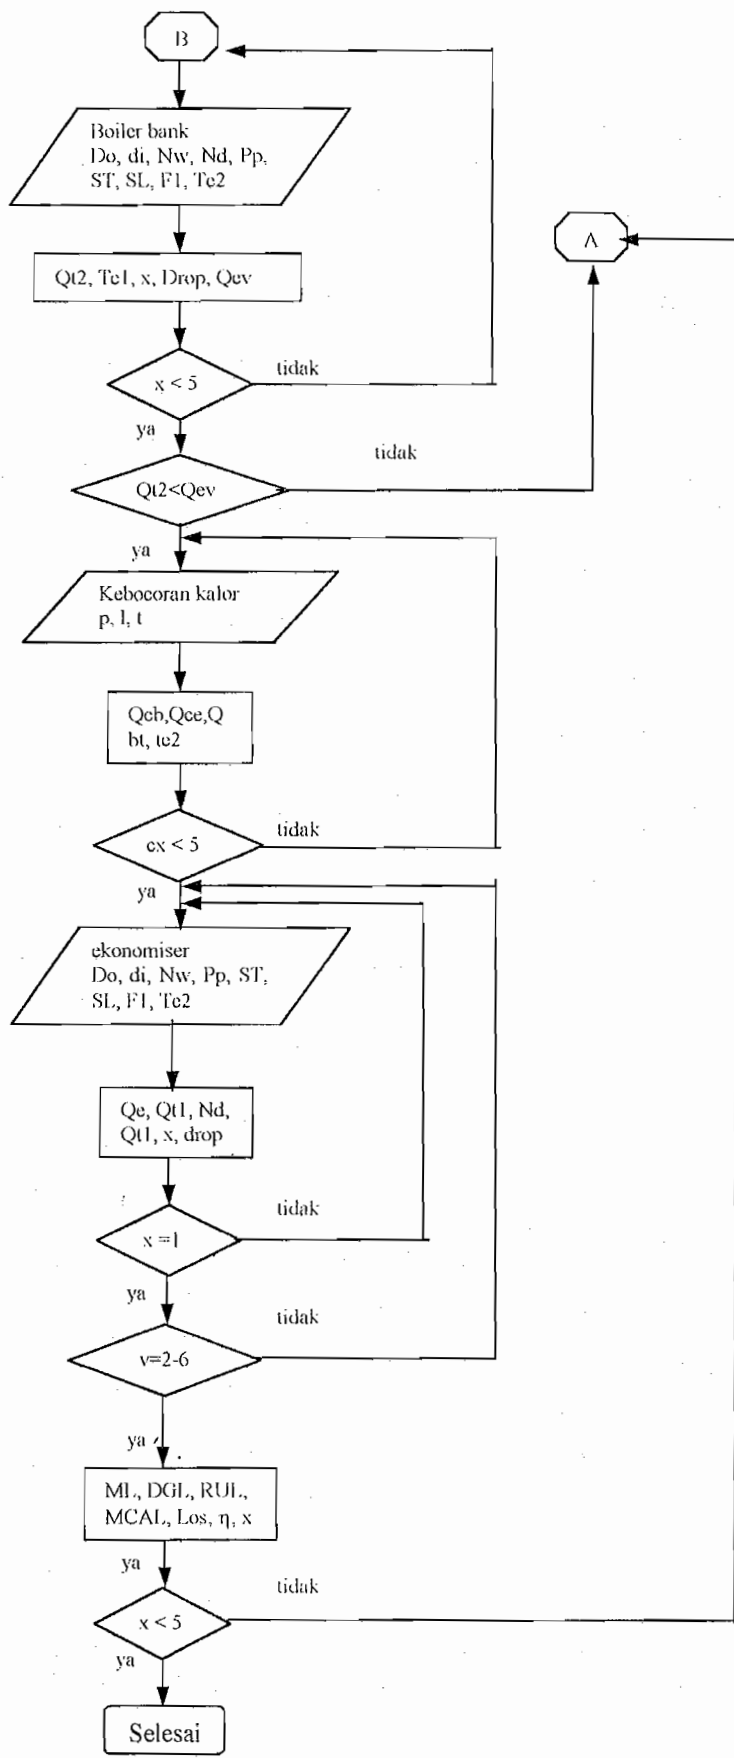 B
Boiler bank
Do, di, Nw, Nd, Pp,
ST, SL, F1, Te2
A
Qt2, Te1, x, Drop, Qev
x < 5
tidak
ya
Qt2<Qev
tidak
ya
Kebocoran kalor
p, l, t
Qcb,Qce,Q
bt, te2
cx < 5
tidak
ya
ekonomiser
Do, di, Nw, Pp, ST,
SL, F1, Te2
Qe, Qt1, Nd,
Qt1, x, drop
x =1
tidak
ya
v=2-6
tidak
ya
ML, DGL, RUL,
MCAL, Los, η, x
ya
x < 5
tidak
ya
Selesai